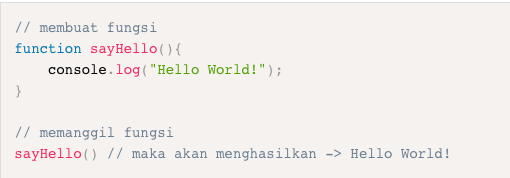 // membuat fungsi
function sayHello(){
    console.log("Hello World!");
}

// memanggil fungsi
sayHello() // maka akan menghasilkan -> Hello World!